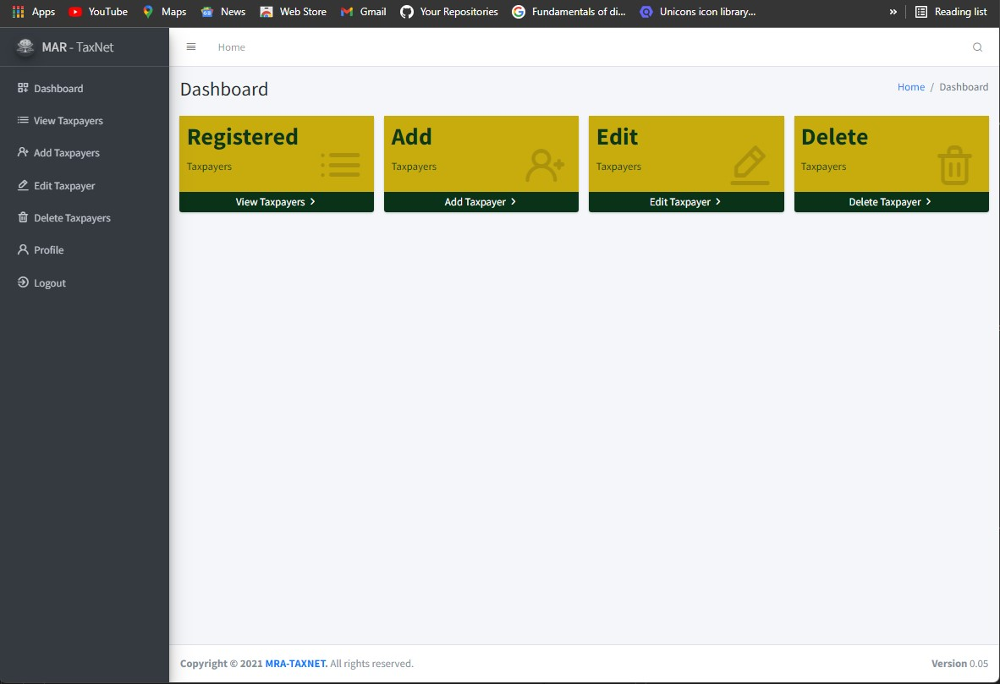 Apps YouTube Maps News Web Store Gmail Your Repositories Fundamentals of di... Unicons icon library... » Reading list
MAR - TaxNet
Home
Dashboard
View Taxpayers
Add Taxpayers
Edit Taxpayer
Delete Taxpayers
Profile
Logout
Dashboard
Home / Dashboard
Registered
Taxpayers
View Taxpayers
Add
Taxpayers
Add Taxpayer
Edit
Taxpayers
Edit Taxpayer
Delete
Taxpayers
Delete Taxpayer
Copyright © 2021 MRA-TAXNET. All rights reserved.
Version 0.05